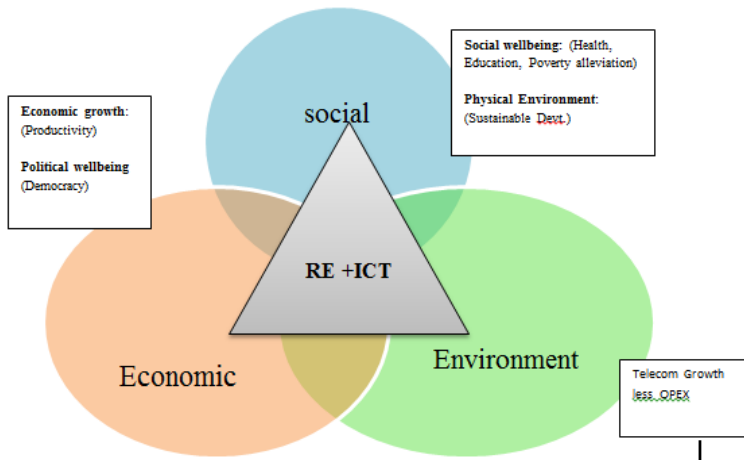 Social wellbeing: (Health,
Education, Poverty alleviation)
Physical Environment:
(Sustainable Devt.)
social
Economic growth:
(Productivity)
Political wellbeing
(Democracy)
RE +ICT
Economic
Environment
Telecom Growth
less OPEX